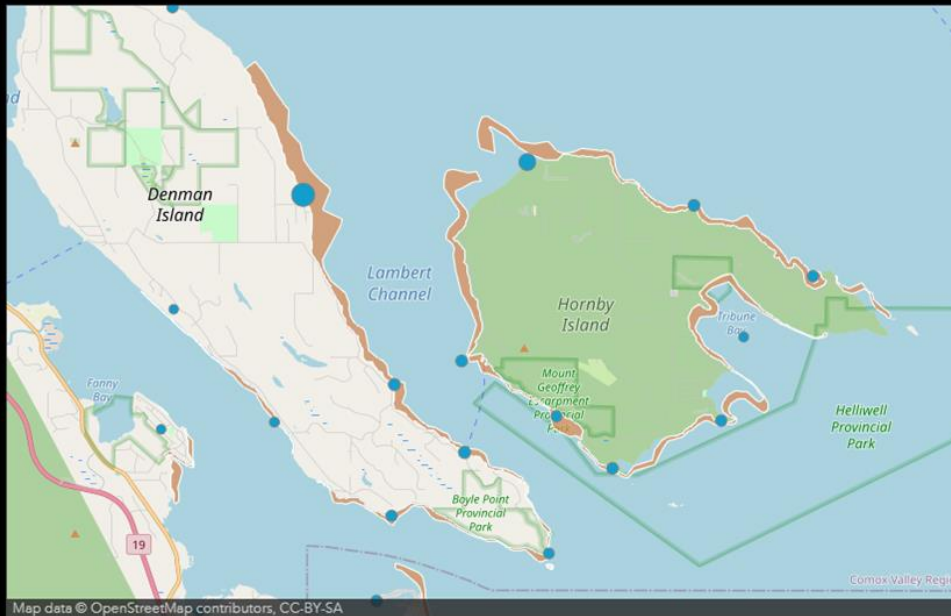 nd
Denman
Island
Lambert
Channel
Hornby
Island
Tribune
Bay
Fanny
Bay
Mount
Geoffrey
Escarpment
Provincial
Park
Helliwell
Provincial
Park
Boyle Point
Provincial
Park
19
Comox Valley Regi
Map data © OpenStreetMap contributors, CC-BY-SA